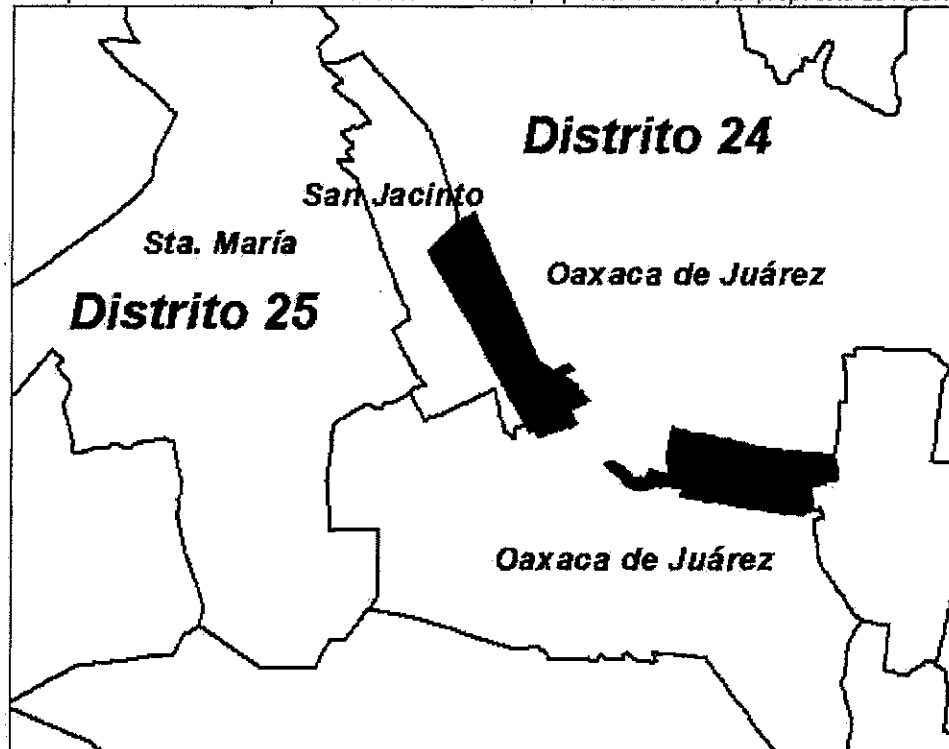 Distrito 24
San Jacinto
Sta. María
Oaxaca de Juárez
Distrito 25
Oaxaca de Juárez